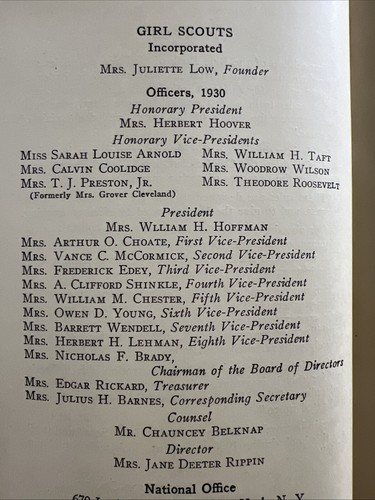 GIRL SCOUTS
Incorporated
Mrs. Juliette Low, Founder
Officers, 1930
Honorary President
Mrs. Herbert Hoover
Honorary Vice-Presidents
Miss Sarah Louise Arnold Mrs. William H. Taft
Mrs. Calvin Coolidge Mrs. Woodrow Wilson
Mrs. T. J. Preston, Jr. Mrs. Theodore Roosevelt
(Formerly Mrs. Grover Cleveland)
President
Mrs. Wlliam H. Hoffman
Mrs. Arthur O. Choate, First Vice-President
Mrs. Vance C. McCormick, Second Vice-President
Mrs. Frederick Edey, Third Vice-President
Mrs. A. Clifford Shinkle, Fourth Vice-President
Mrs. William M. Chester, Fifth Vice-President
Mrs. Owen D. Young, Sixth Vice-President
Mrs. Barrett Wendell, Seventh Vice-President
Mrs. Herbert H. Lehman, Eighth Vice-President
Mrs. Nicholas F. Brady,
Chairman of the Board of Directors
Mrs. Edgar Rickard, Treasurer
Mrs. Julius H. Barnes, Corresponding Secretary
Counsel
Mr. Chauncey Belknap
Director
Mrs. Jane Deeter Rippin
National Office
670 N. Y.